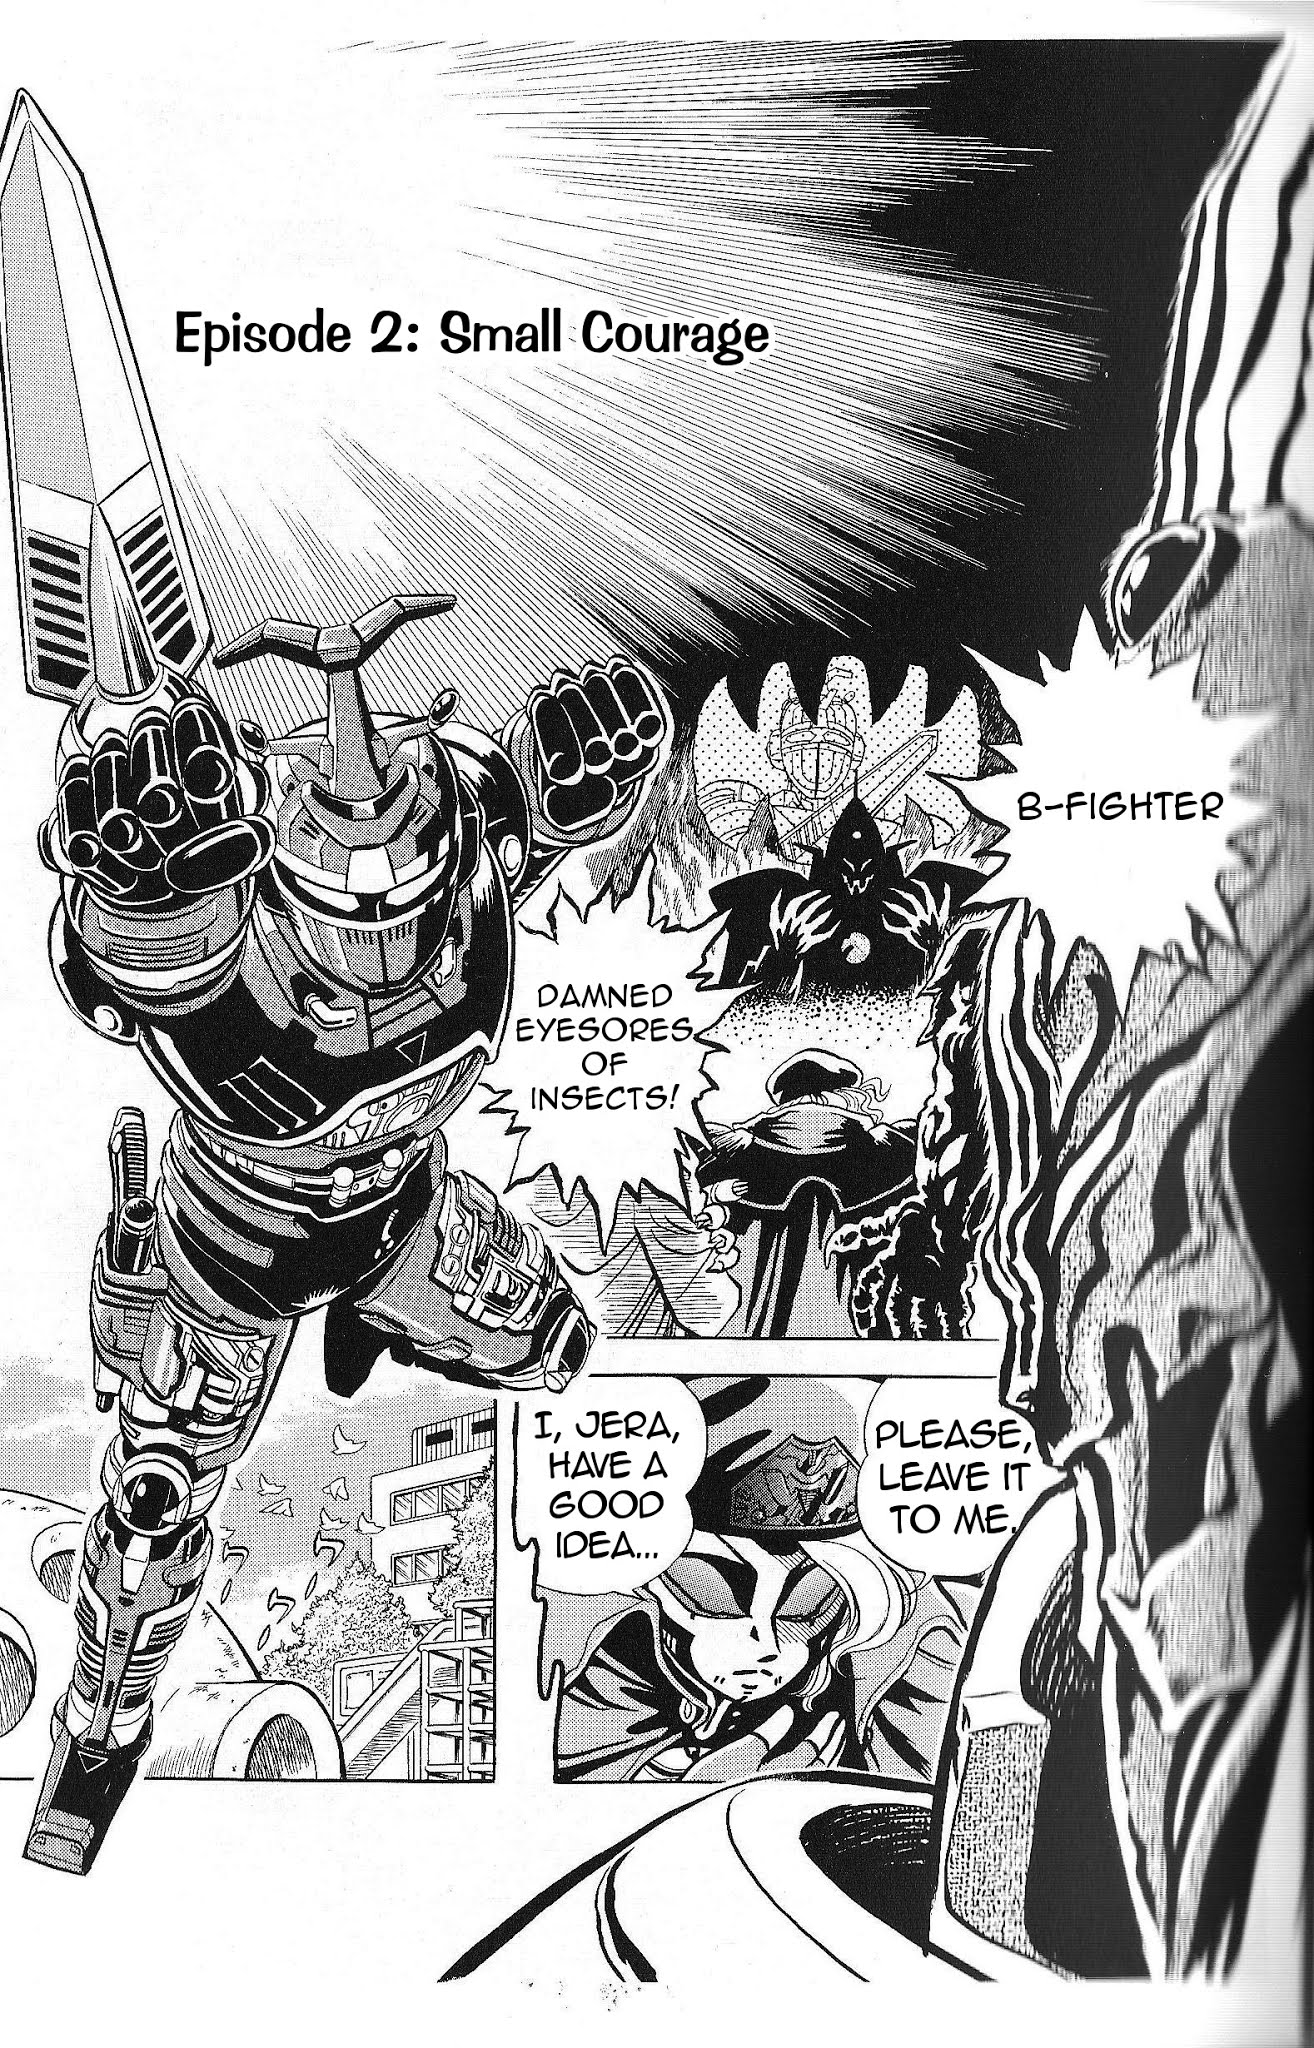 Episode 2: Small Courage
B-FIGHTER
DAMNED
EYESORES
OF
INSECTS!
PLEASE,
LEAVE IT
TO ME.
I, JERA,
HAVE A
GOOD
IDEA...